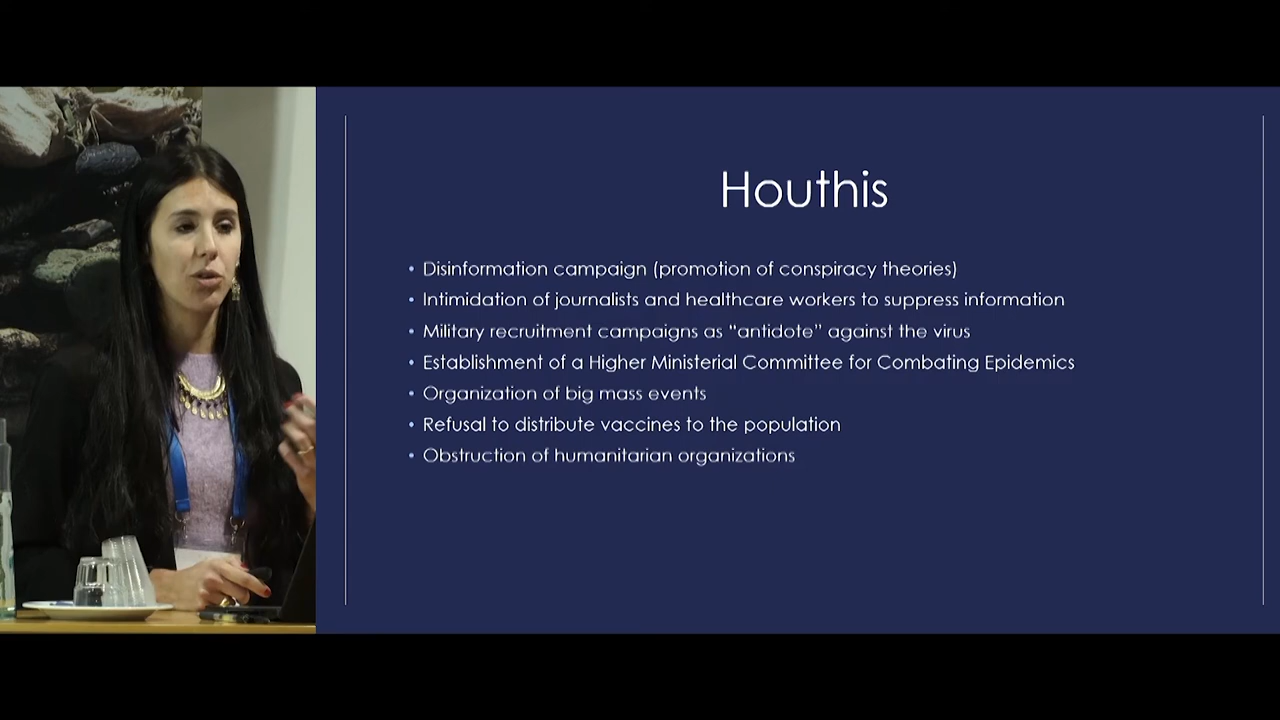 Houthis
• Disinformation campaign (promotion of conspiracy theories)
• Intimidation of journalists and healthcare workers to suppress information
• Military recruitment campaigns as “antidote” against the virus
• Establishment of a Higher Ministerial Committee for Combating Epidemics
• Organization of big mass events
• Refusal to distribute vaccines to the population
• Obstruction of humanitarian organizations